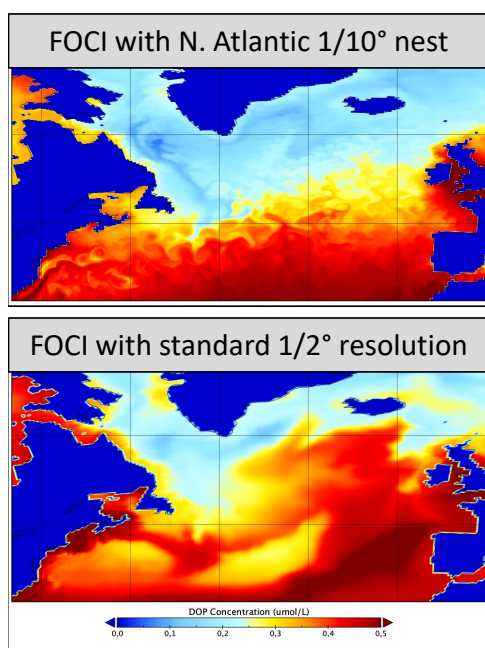 FOCI with N. Atlantic 1/10° nest
FOCI with standard 1/2° resolution
DOP Concentration (umol/L)
0,0 0,1 0,2 0,3 0,4 0,5